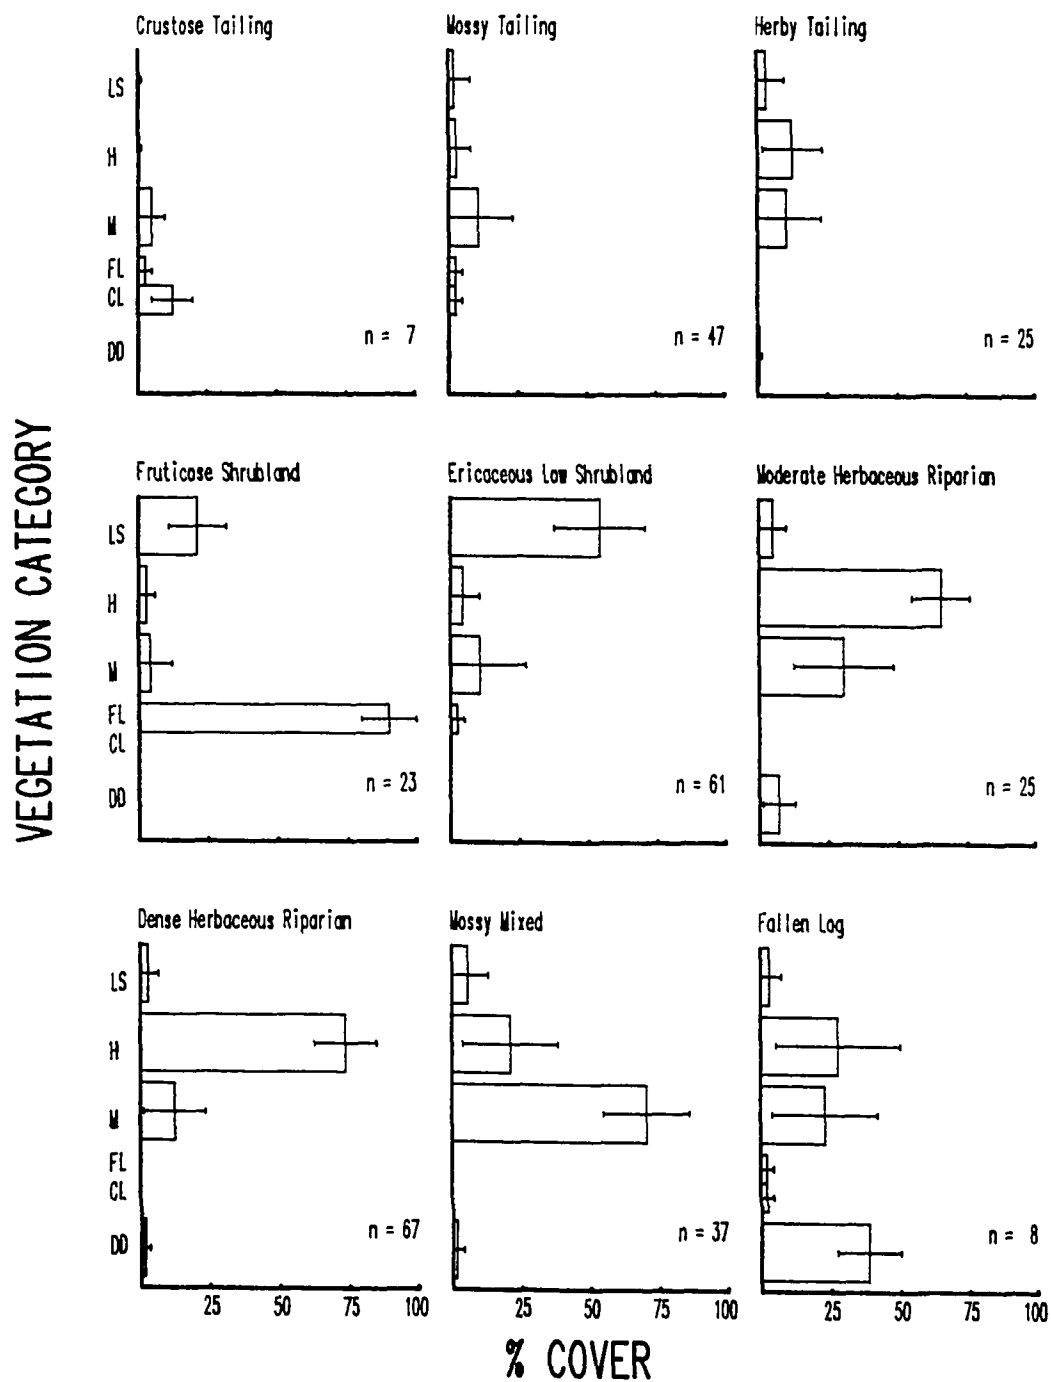 Crustose Tailing
Mossy Tailing
Herby Tailing
LS
H
M
FL
CL
DD
n = 7
n = 47
n = 25
VEGETATION CATEGORY
Fruticose Shrubland
Ericaceous Low Shrubland
Moderate Herbaceous Riparian
LS
H
M
FL
CL
DD
n = 23
n = 61
n = 25
Dense Herbaceous Riparian
Mossy Mixed
Fallen Log
LS
H
M
FL
CL
DD
n = 67
n = 37
n = 8
25 50 75 100
25 50 75 100
25 50 75 100
% COVER